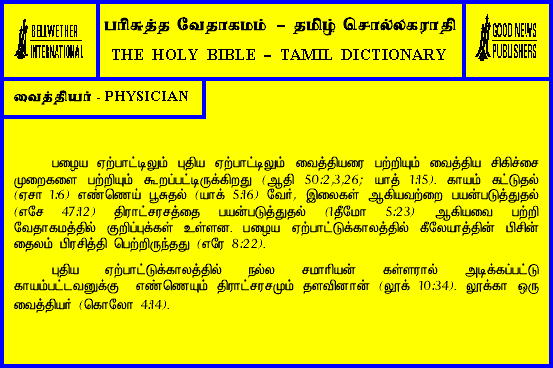 BELLWETHER
INTERNATIONAL
பரிசுத்த வேதாகமம் – தமிழ் சொல்லகராதி
THE HOLY BIBLE – TAMIL DICTIONARY
GOOD NEWS
PUBLISHERS
வைத்தியர் - PHYSICIAN
பழைய ஏற்பாட்டிலும் புதிய ஏற்பாட்டிலும் வைத்தியரை பற்றியும் வைத்திய சிகிச்சை
முறைகளை பற்றியும் கூறப்பட்டிருக்கிறது (ஆதி 50:2,3,26; யாத் 1:15). காயம் கட்டுதல்
(ஏசா 1:6) எண்ணெய் பூசுதல் (யாக் 5:16) வேர், இலைகள் ஆகியவற்றை பயன்படுத்துதல்
(எசே 47:12) திராட்சரசத்தை பயன்படுத்துதல் (1தீமோ 5:23) ஆகியவை பற்றி
வேதாகமத்தில் குறிப்புக்கள் உள்ளன. பழைய ஏற்பாட்டுக்காலத்தில் கீலேயாத்தின் பிசின்
தைலம் பிரசித்தி பெற்றிருந்தது (எரே 8:22).
புதிய ஏற்பாட்டுக்காலத்தில் நல்ல சமாரியன் கள்ளரால் அடிக்கப்பட்டு
காயம்பட்டவனுக்கு எண்ணெயும் திராட்சரசமும் தடவினான் (லூக் 10:34). லூக்கா ஒரு
வைத்தியர் (கொலோ 4:14).